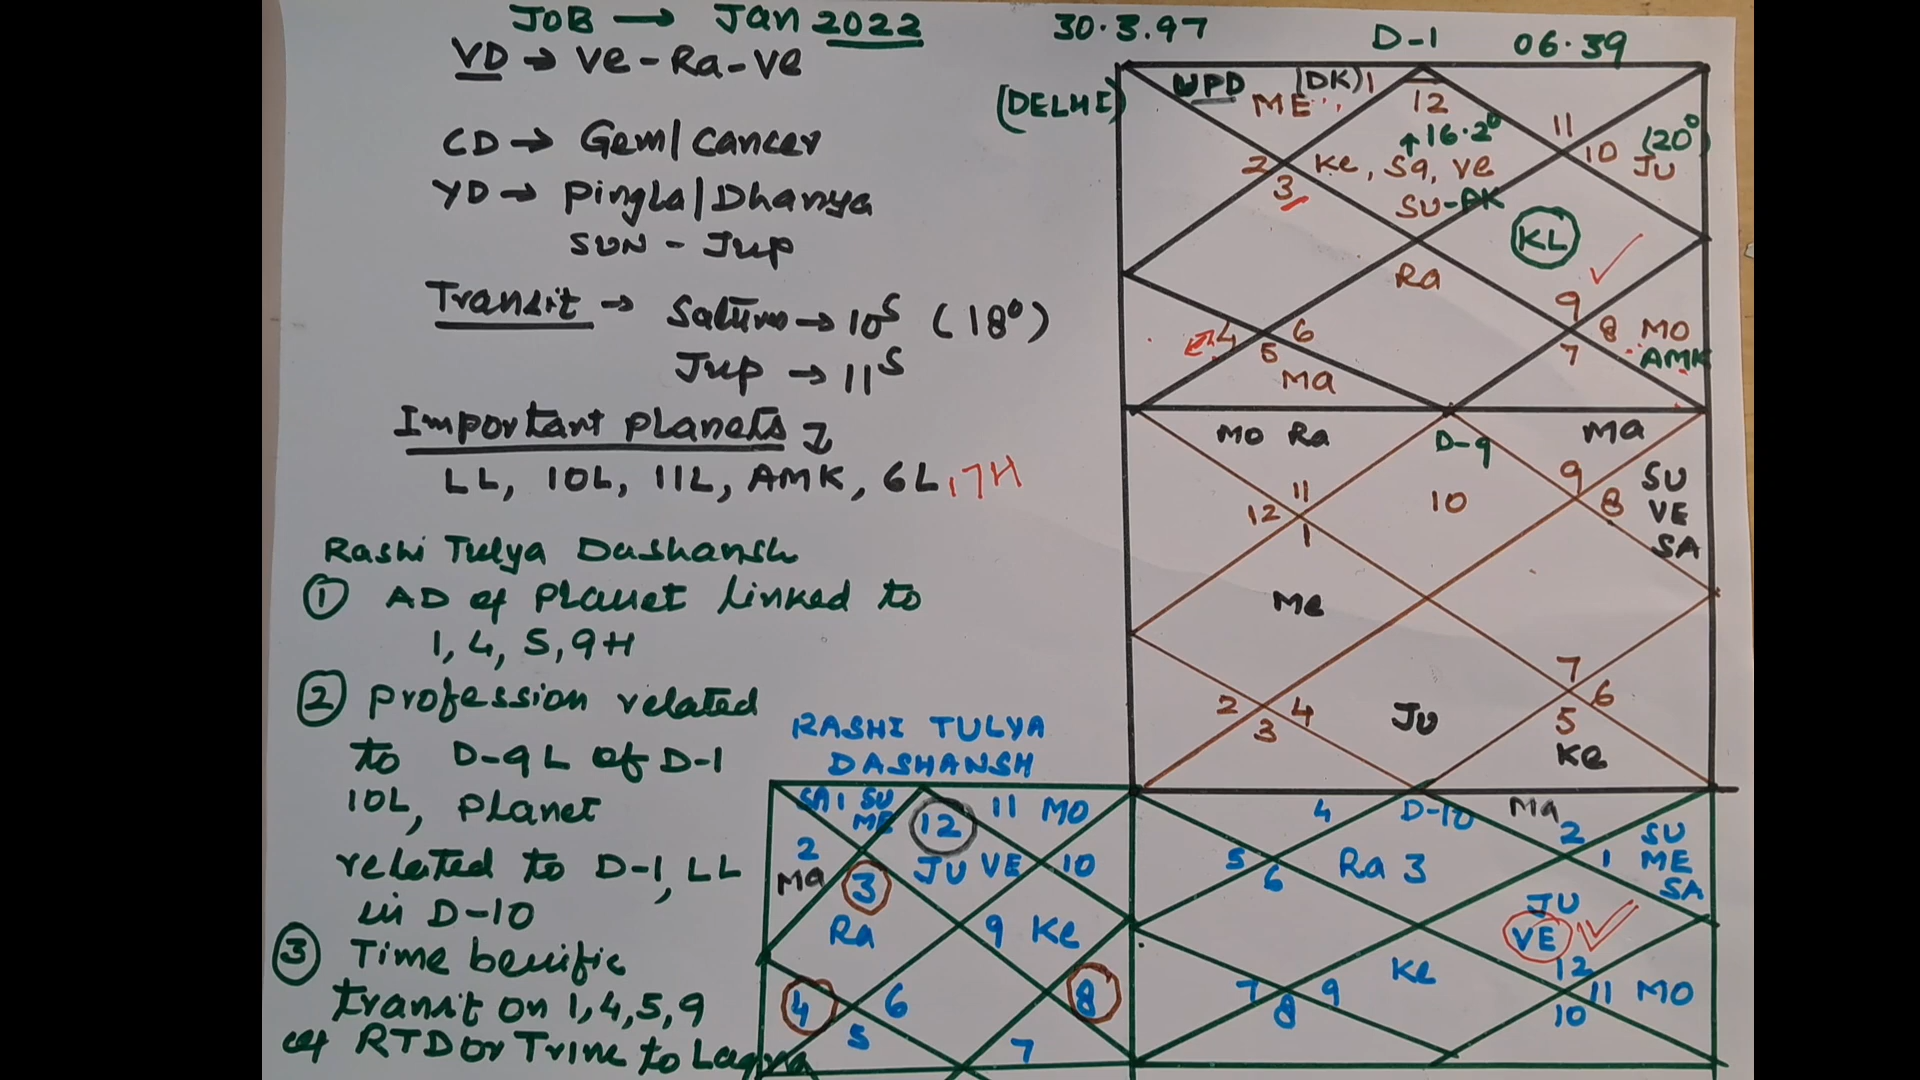 JOB → Jan 2022
VD → Ve - Ra - Ve
CD → Gem/Cancer
YD → Pingla/Dhanya
SUN - Jup
Transit → Saturn → 10S (18°)
Jup → 11S
Important Planets
LL, 10L, 11L, AMK, 6L, 7H
Rashi Tulya Dashansh
① AD of Planet linked to
1, 4, 5, 9H
② Profession related
to D-9 L of D-1
10L, Planet
related to D-1, LL
in D-10
③ Time benific
transit on 1,4,5,9
of RTD or Trine to Lagna
30.3.97 D-1 06.39
(DELHI)
UPD (DK) 1
ME
12
↑16.2°
11
10 (20°)
JU
2
3
Ke, Sa, Ve
SU-AK
KL
Ra
9
4 6
5
Ma
8 MO
AMK
7
MO Ra D-9 Ma
11 10 9 SU
12 8 VE
1 SA
Me
7
2 4 6
3 JU 5
Ke
RASHI TULYA
DASHANSH
SA 1 SU
ME
12
11 MO
2
Ma
3
JU VE
10
Ra
9 Ke
4 6
5
8
7
4 D-10 Ma
2 SU
5 Ra 3 1 ME
6 SA
JU
VE
Ke 12
7 9 11 MO
8 10